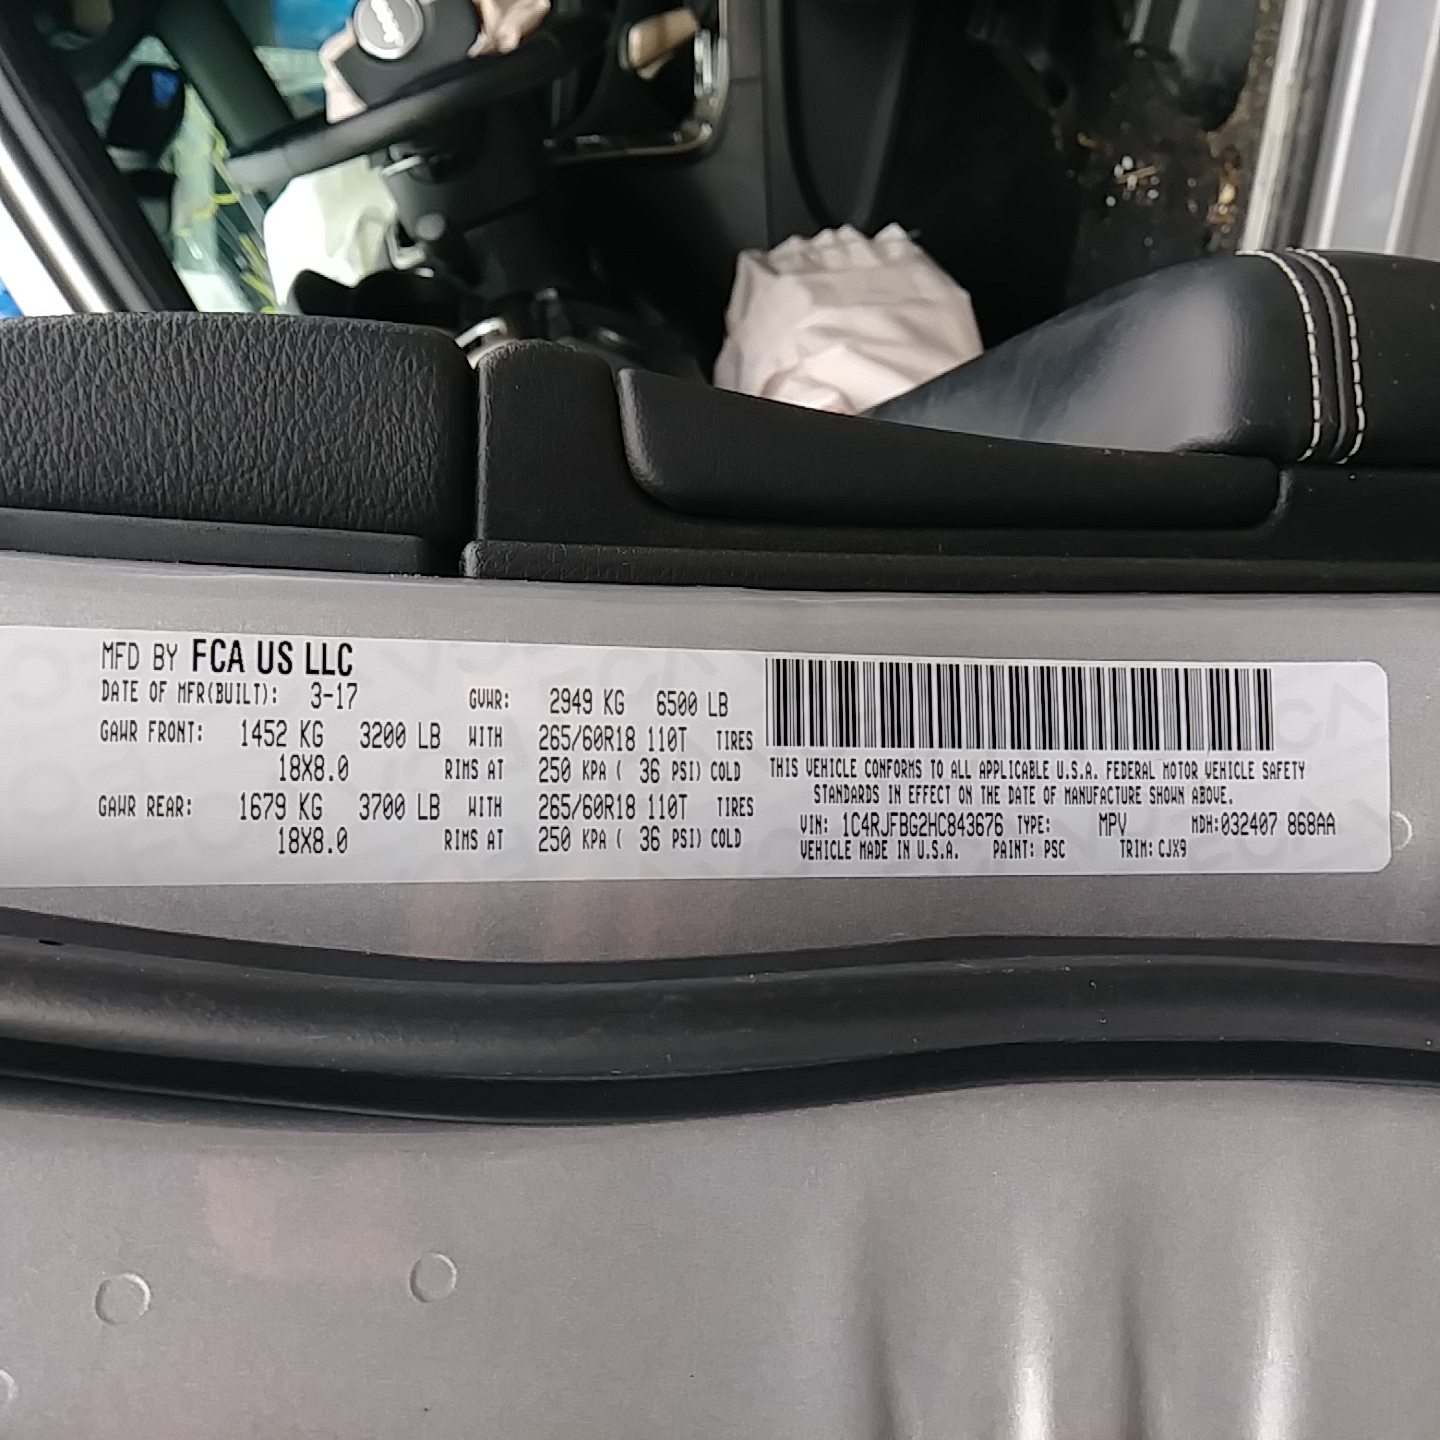 Jeep
MFD BY FCA US LLC
DATE OF MFR(BUILT): 3-17 GVWR: 2949 KG 6500 LB
GAWR FRONT: 1452 KG 3200 LB WITH 265/60R18 110T TIRES
18X8.0 RIMS AT 250 KPA ( 36 PSI) COLD
GAWR REAR: 1679 KG 3700 LB WITH 265/60R18 110T TIRES
18X8.0 RIMS AT 250 KPA ( 36 PSI) COLD
THIS VEHICLE CONFORMS TO ALL APPLICABLE U.S.A. FEDERAL MOTOR VEHICLE SAFETY
STANDARDS IN EFFECT ON THE DATE OF MANUFACTURE SHOWN ABOVE.
VIN: 1C4RJFBG2HC843676 TYPE: MPV MDH:032407 868AA
VEHICLE MADE IN U.S.A. PAINT: PSC TRIM: CJX9